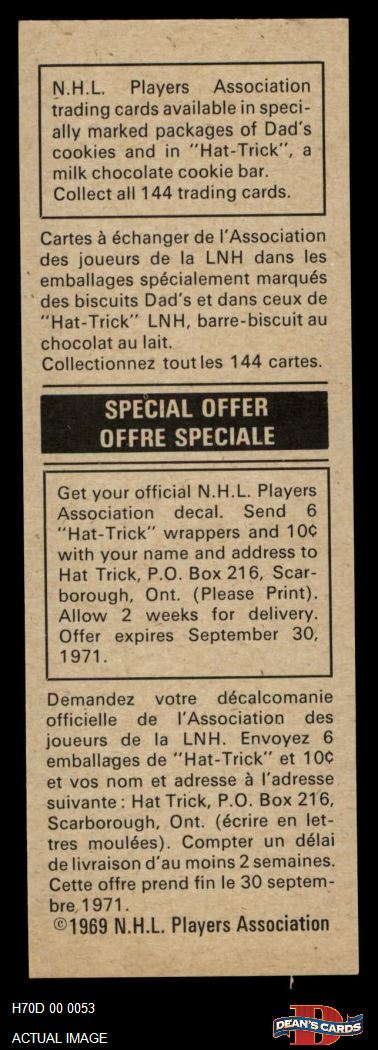 N.H.L. Players Association
trading cards available in speci-
ally marked packages of Dad's
cookies and in "Hat-Trick", a
milk chocolate cookie bar.
Collect all 144 trading cards.
Cartes à échanger de l'Association
des joueurs de la LNH dans les
emballages spécialement marqués
des biscuits Dad's et dans ceux de
"Hat-Trick" LNH, barre-biscuit au
chocolat au lait.
Collectionnez toutles 144 cartes.
SPECIAL OFFER
OFFRE SPECIALE
Get your official N.H.L. Players
Association decal. Send 6
"Hat-Trick" wrappers and 10¢
with your name and address to
Hat Trick, P.O. Box 216, Scar-
borough, Ont. (Please Print).
Allow 2 weeks for delivery.
Offer expires September 30,
1971.
Demandez votre décalcomanie
officielle de l'Association des
joueurs de la LNH. Envoyez 6
emballages de "Hat-Trick" et 10¢
et vos nom et adresse à l'adresse
suivante : Hat Trick, P.O. Box 216,
Scarborough, Ont. (écrire en let-
tres moulées). Compter un délai
de livraison d'au moins 2 semaines.
Cette offre prend fin le 30 septem-
bre 1971.
©1969 N.H.L. Players Association
H70D 00 0053
ACTUAL IMAGE
D
DEAN'S CARDS